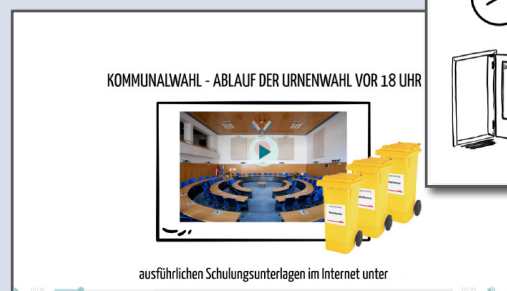 KOMMUNALWAHL - ABLAUF DER URNENWAHL VOR 18 UHR
ausführlichen Schulungsunterlagen im Internet unter